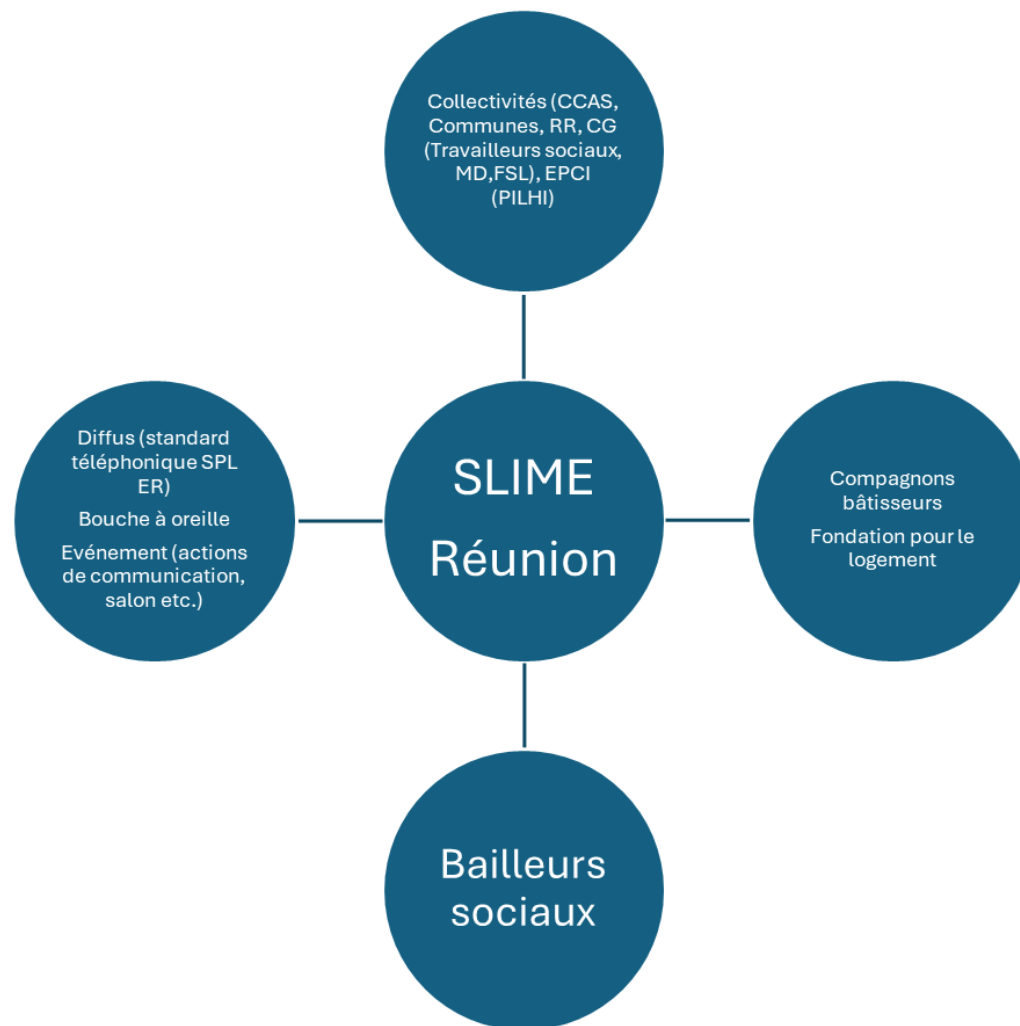 Collectivités (CCAS,
Communes, RR, CG
(Travailleurs sociaux,
MD,FSL), EPCI
(PILHI)
Diffus (standard
téléphonique SPL
ER)
Bouche à oreille
Evénement (actions
de communication,
salon etc.)
SLIME
Réunion
Compagnons
bâtisseurs
Fondation pour le
logement
Bailleurs
sociaux